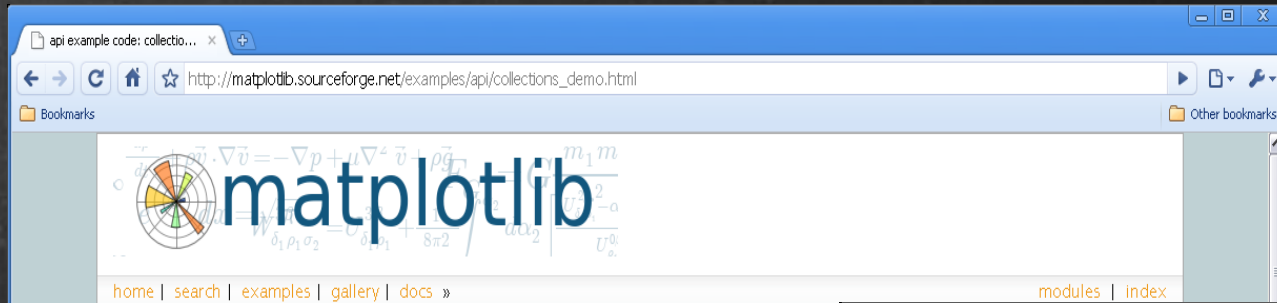 api example code: collectio...
http://matplotlib.sourceforge.net/examples/api/collections_demo.html
Bookmarks Other bookmarks
matplotlib
home | search | examples | gallery | docs » modules | index